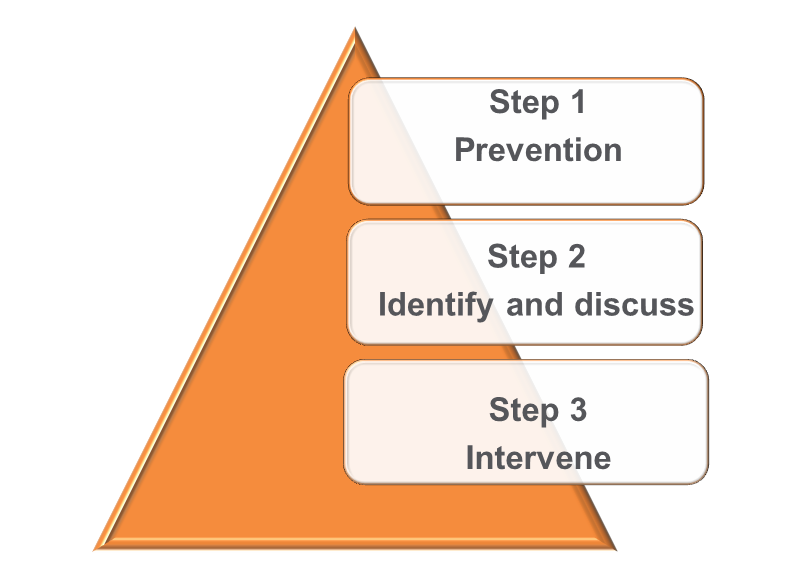 Step 1
Prevention
Step 2
Identify and discuss
Step 3
Intervene